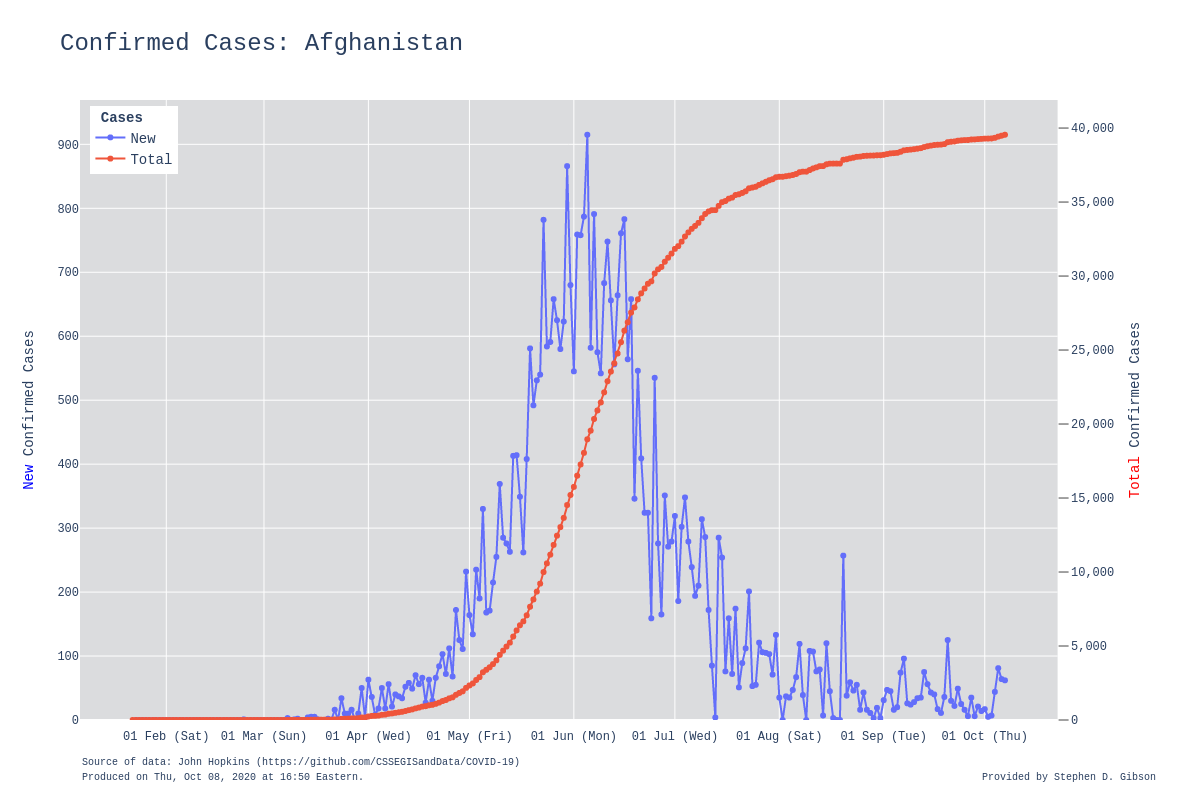 Confirmed Cases: Afghanistan
Cases
New
Total
New Confirmed Cases
900
800
700
600
500
400
300
200
100
0
40,000
35,000
30,000
25,000
20,000
15,000
10,000
5,000
0
Total Confirmed Cases
01 Feb (Sat) 01 Mar (Sun) 01 Apr (Wed) 01 May (Fri) 01 Jun (Mon) 01 Jul (Wed) 01 Aug (Sat) 01 Sep (Tue) 01 Oct (Thu)
Source of data: John Hopkins (https://github.com/CSSEGISandData/COVID-19)
Produced on Thu, Oct 08, 2020 at 16:50 Eastern.
Provided by Stephen D. Gibson